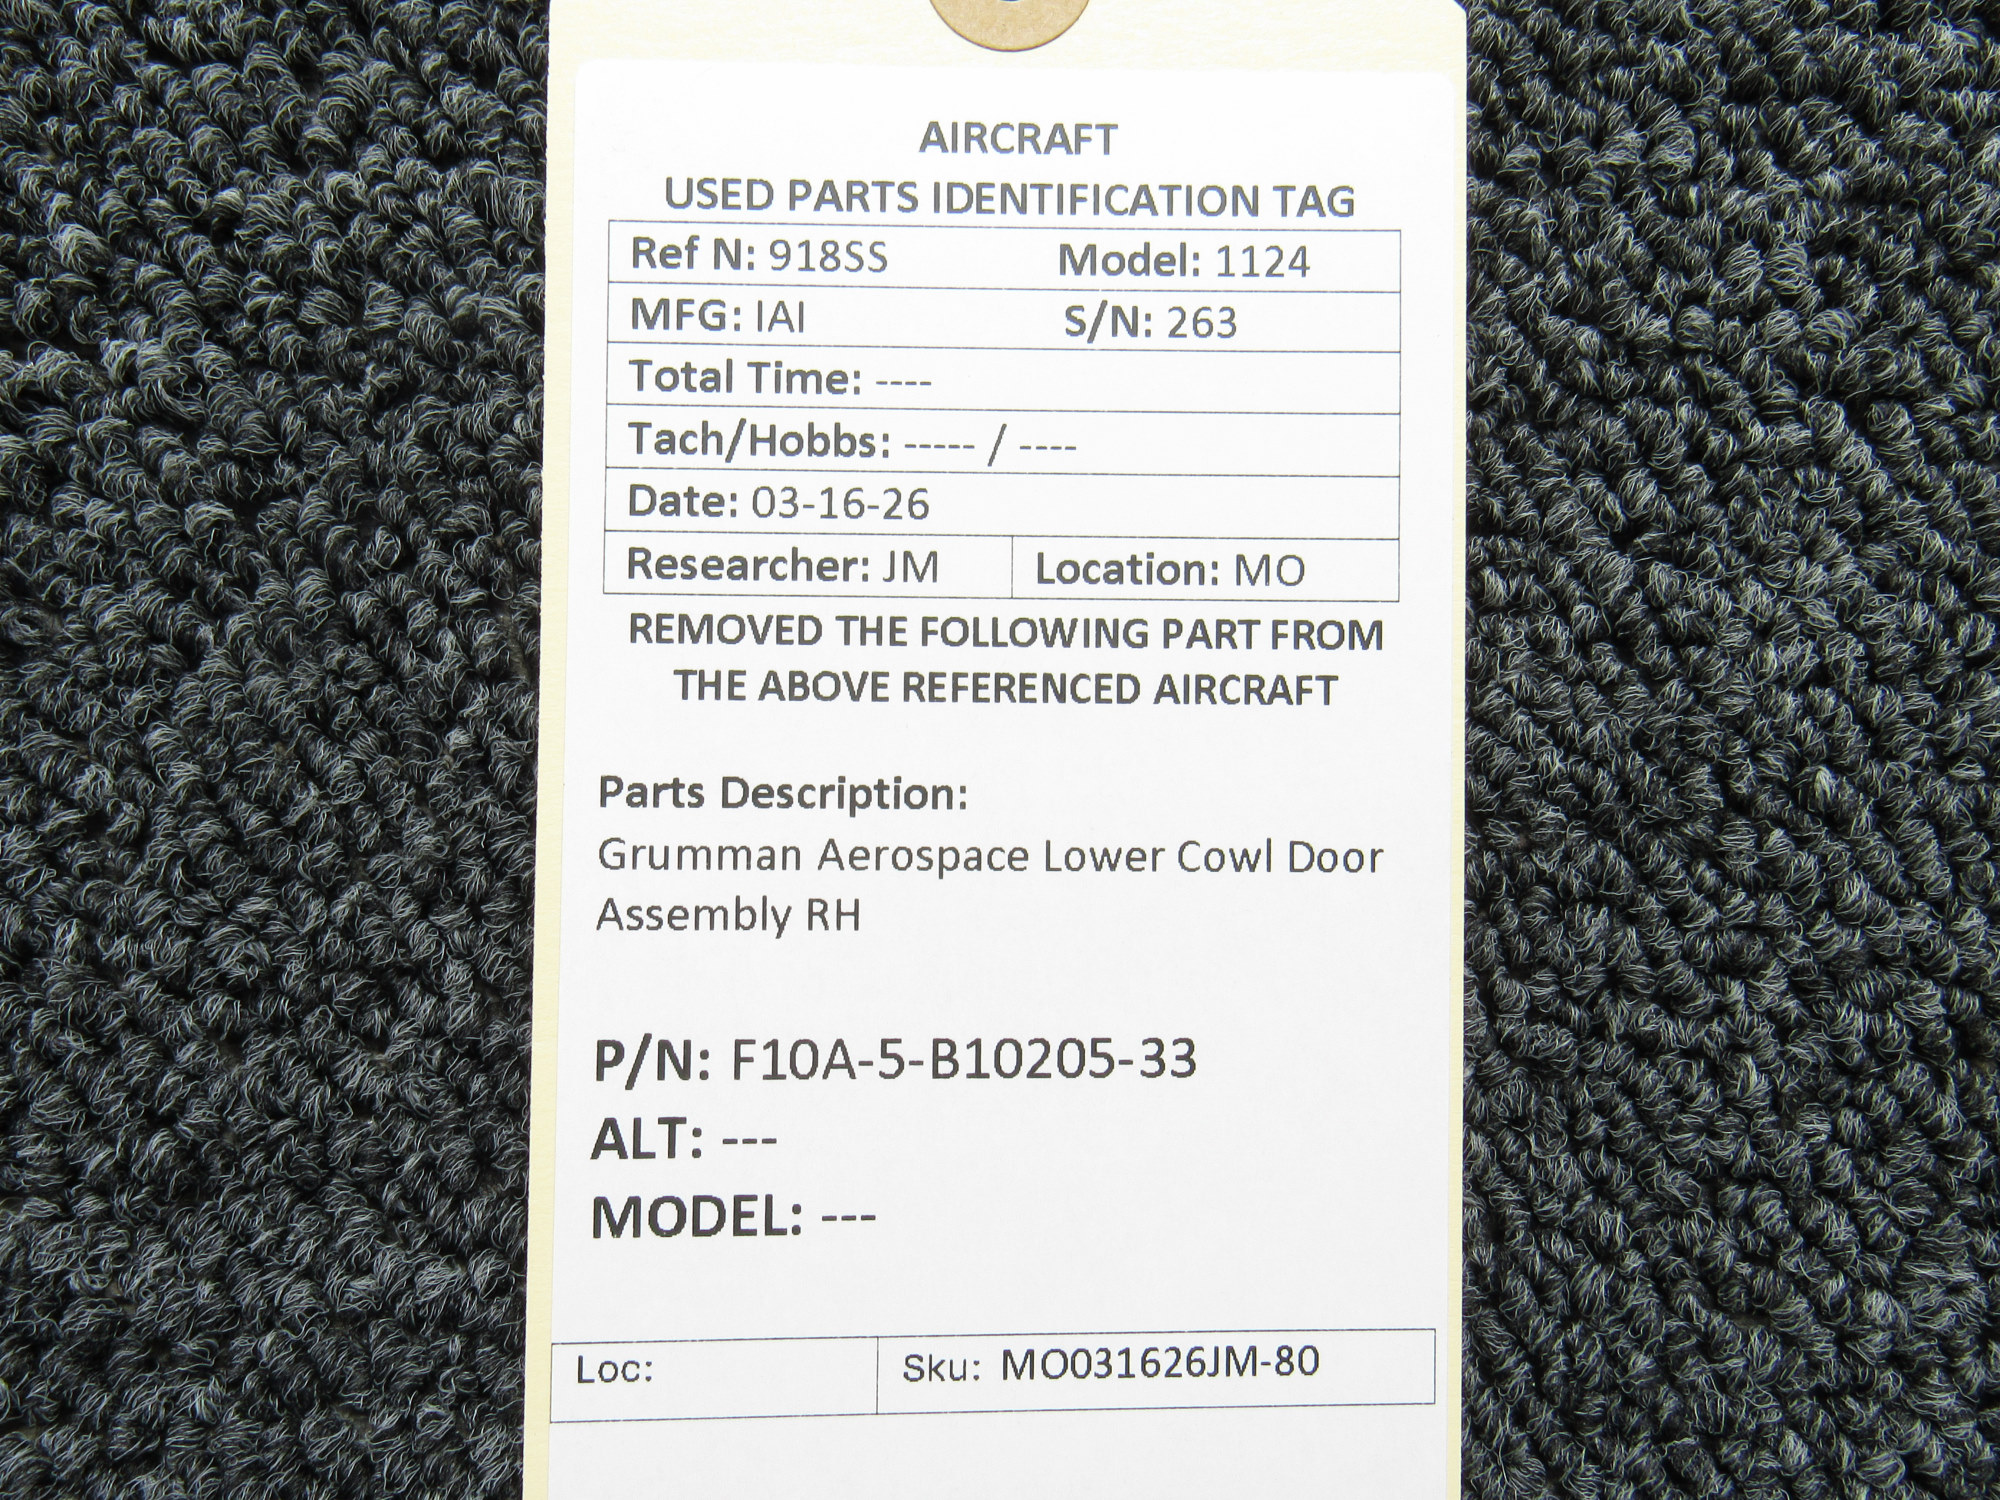 AIRCRAFT
USED PARTS IDENTIFICATION TAG
Ref N: 918SS Model: 1124
MFG: IAI S/N: 263
Total Time: ----
Tach/Hobbs: ----- / ----
Date: 03-16-26
Researcher: JM Location: MO
REMOVED THE FOLLOWING PART FROM
THE ABOVE REFERENCED AIRCRAFT
Parts Description:
Grumman Aerospace Lower Cowl Door
Assembly RH
P/N: F10A-5-B10205-33
ALT: ---
MODEL: ---
Loc: Sku: MO031626JM-80